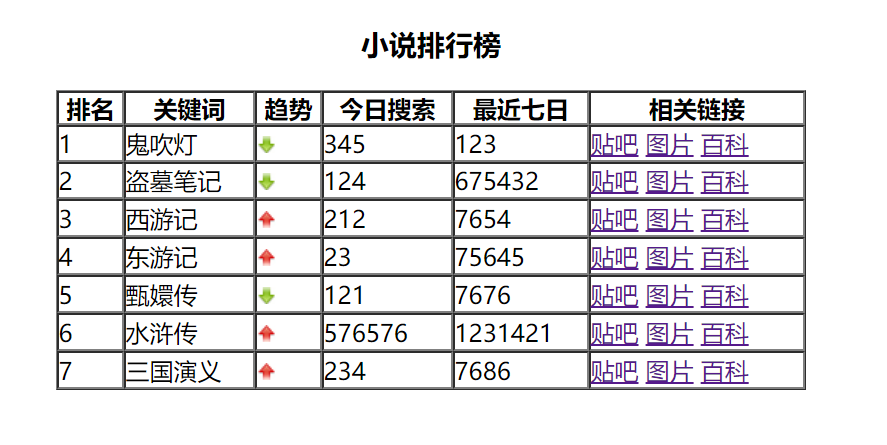 小说排行榜
排名 关键词 趋势 今日搜索 最近七日 相关链接
1 鬼吹灯 345 123 贴吧 图片 百科
2 盗墓笔记 124 675432 贴吧 图片 百科
3 西游记 212 7654 贴吧 图片 百科
4 东游记 23 75645 贴吧 图片 百科
5 甄嬛传 121 7676 贴吧 图片 百科
6 水浒传 576576 1231421 贴吧 图片 百科
7 三国演义 234 7686 贴吧 图片 百科